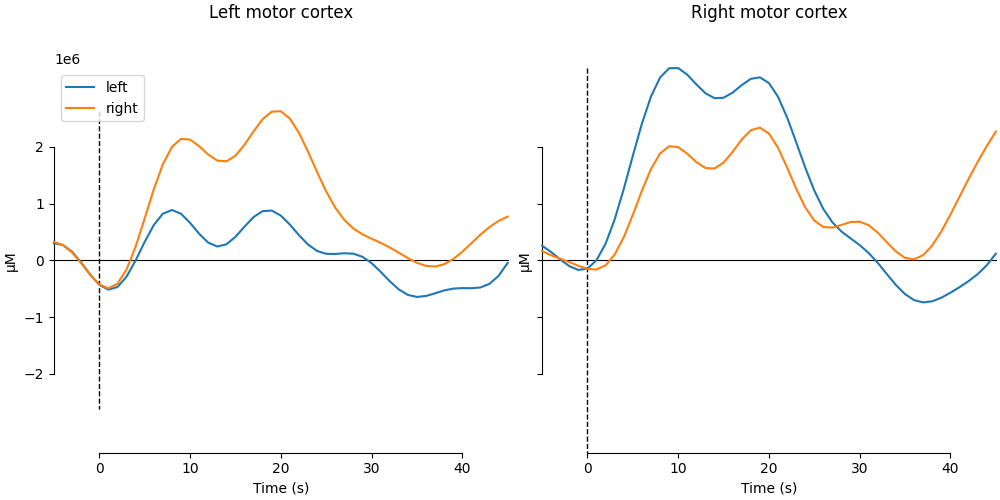 Left motor cortex
Right motor cortex
1e6
left
right
2
1
0
−1
−2
μM
μM
0
10
20
30
40
0
10
20
30
40
Time (s)
Time (s)